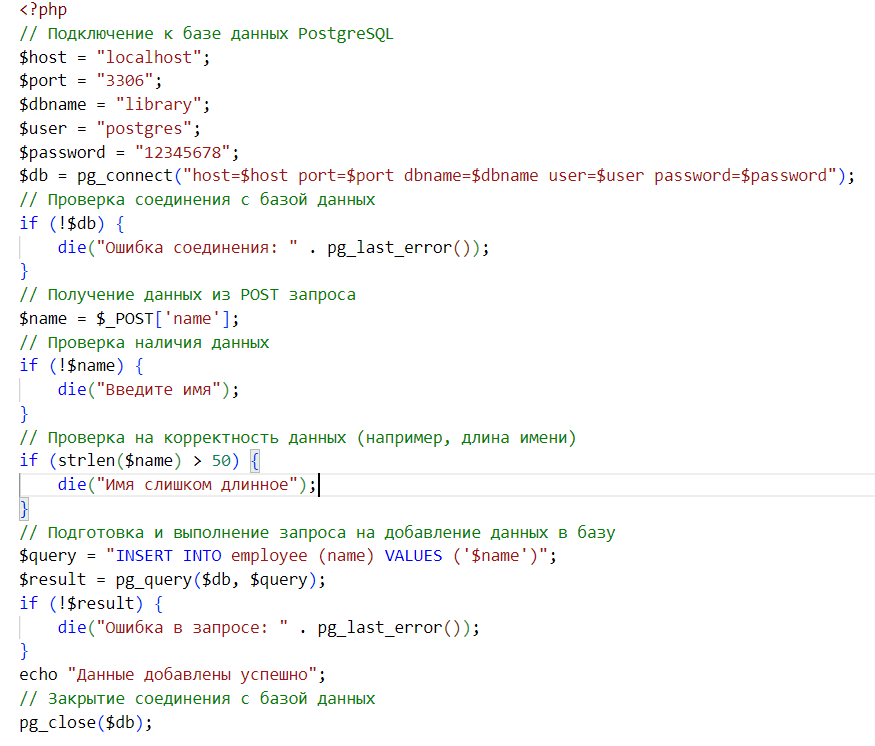 <?php
// Подключение к базе данных PostgreSQL
$host = "localhost";
$port = "3306";
$dbname = "library";
$user = "postgres";
$password = "12345678";
$db = pg_connect("host=$host port=$port dbname=$dbname user=$user password=$password");
// Проверка соединения с базой данных
if (!$db) {
    die("Ошибка соединения: " . pg_last_error());
}
// Получение данных из POST запроса
$name = $_POST['name'];
// Проверка наличия данных
if (!$name) {
    die("Введите имя");
}
// Проверка на корректность данных (например, длина имени)
if (strlen($name) > 50) {
    die("Имя слишком длинное");
}
// Подготовка и выполнение запроса на добавление данных в базу
$query = "INSERT INTO employee (name) VALUES ('$name')";
$result = pg_query($db, $query);
if (!$result) {
    die("Ошибка в запросе: " . pg_last_error());
}
echo "Данные добавлены успешно";
// Закрытие соединения с базой данных
pg_close($db);